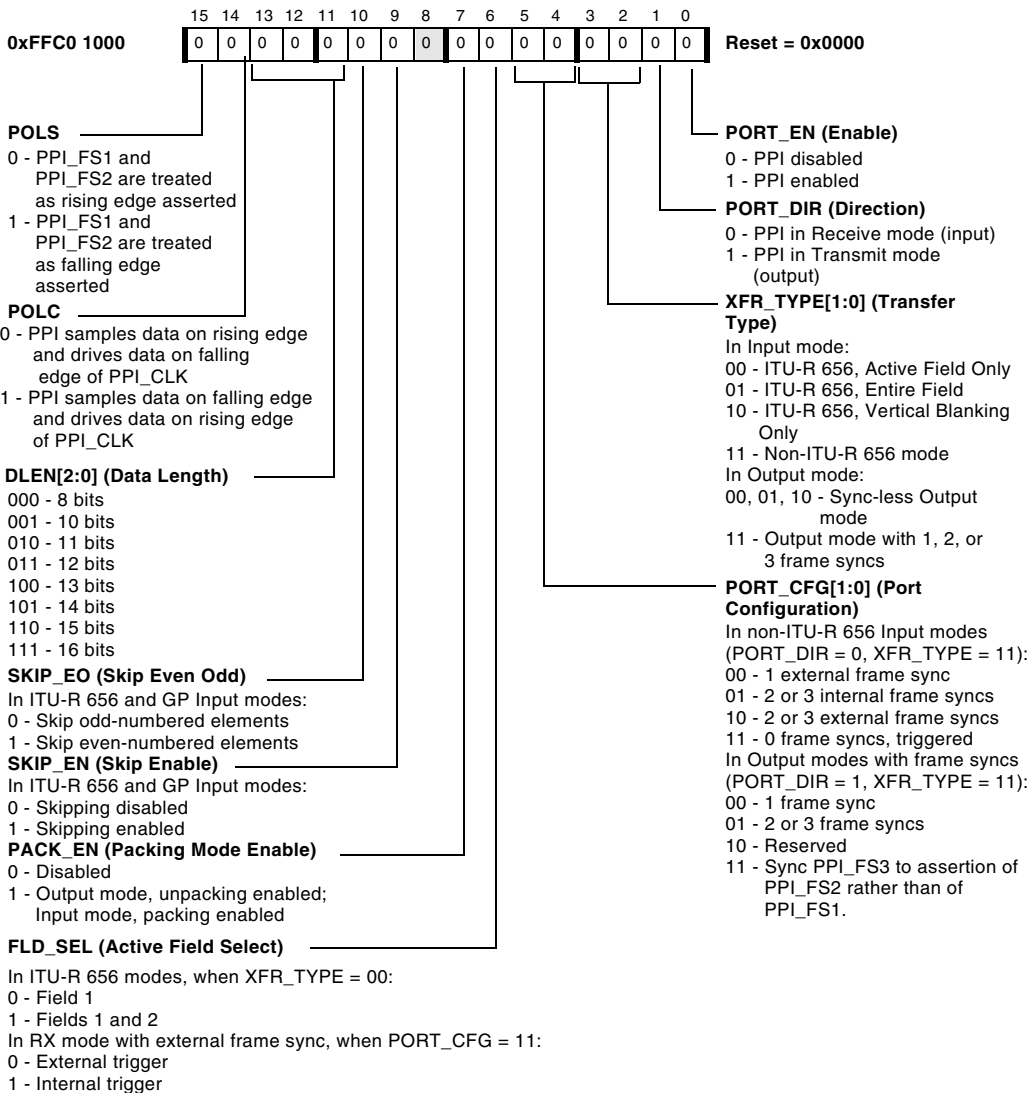 15 14 13 12 11 10 9 8 7 6 5 4 3 2 1 0
0xFFC0 1000
0 0 0 0 0 0 0 0 0 0 0 0 0 0 0 0
Reset = 0x0000
POLS
0 - PPI_FS1 and
PPI_FS2 are treated
as rising edge asserted
1 - PPI_FS1 and
PPI_FS2 are treated
as falling edge
asserted
POLC
0 - PPI samples data on rising edge
and drives data on falling
edge of PPI_CLK
1 - PPI samples data on falling edge
and drives data on rising edge
of PPI_CLK
DLEN[2:0] (Data Length)
000 - 8 bits
001 - 10 bits
010 - 11 bits
011 - 12 bits
100 - 13 bits
101 - 14 bits
110 - 15 bits
111 - 16 bits
SKIP_EO (Skip Even Odd)
In ITU-R 656 and GP Input modes:
0 - Skip odd-numbered elements
1 - Skip even-numbered elements
SKIP_EN (Skip Enable)
In ITU-R 656 and GP Input modes:
0 - Skipping disabled
1 - Skipping enabled
PACK_EN (Packing Mode Enable)
0 - Disabled
1 - Output mode, unpacking enabled;
Input mode, packing enabled
FLD_SEL (Active Field Select)
In ITU-R 656 modes, when XFR_TYPE = 00:
0 - Field 1
1 - Fields 1 and 2
In RX mode with external frame sync, when PORT_CFG = 11:
0 - External trigger
1 - Internal trigger
PORT_EN (Enable)
0 - PPI disabled
1 - PPI enabled
PORT_DIR (Direction)
0 - PPI in Receive mode (input)
1 - PPI in Transmit mode
(output)
XFR_TYPE[1:0] (Transfer
Type)
In Input mode:
00 - ITU-R 656, Active Field Only
01 - ITU-R 656, Entire Field
10 - ITU-R 656, Vertical Blanking
Only
11 - Non-ITU-R 656 mode
In Output mode:
00, 01, 10 - Sync-less Output
mode
11 - Output mode with 1, 2, or
3 frame syncs
PORT_CFG[1:0] (Port
Configuration)
In non-ITU-R 656 Input modes
(PORT_DIR = 0, XFR_TYPE = 11):
00 - 1 external frame sync
01 - 2 or 3 internal frame syncs
10 - 2 or 3 external frame syncs
11 - 0 frame syncs, triggered
In Output modes with frame syncs
(PORT_DIR = 1, XFR_TYPE = 11):
00 - 1 frame sync
01 - 2 or 3 frame syncs
10 - Reserved
11 - Sync PPI_FS3 to assertion of
PPI_FS2 rather than of
PPI_FS1.